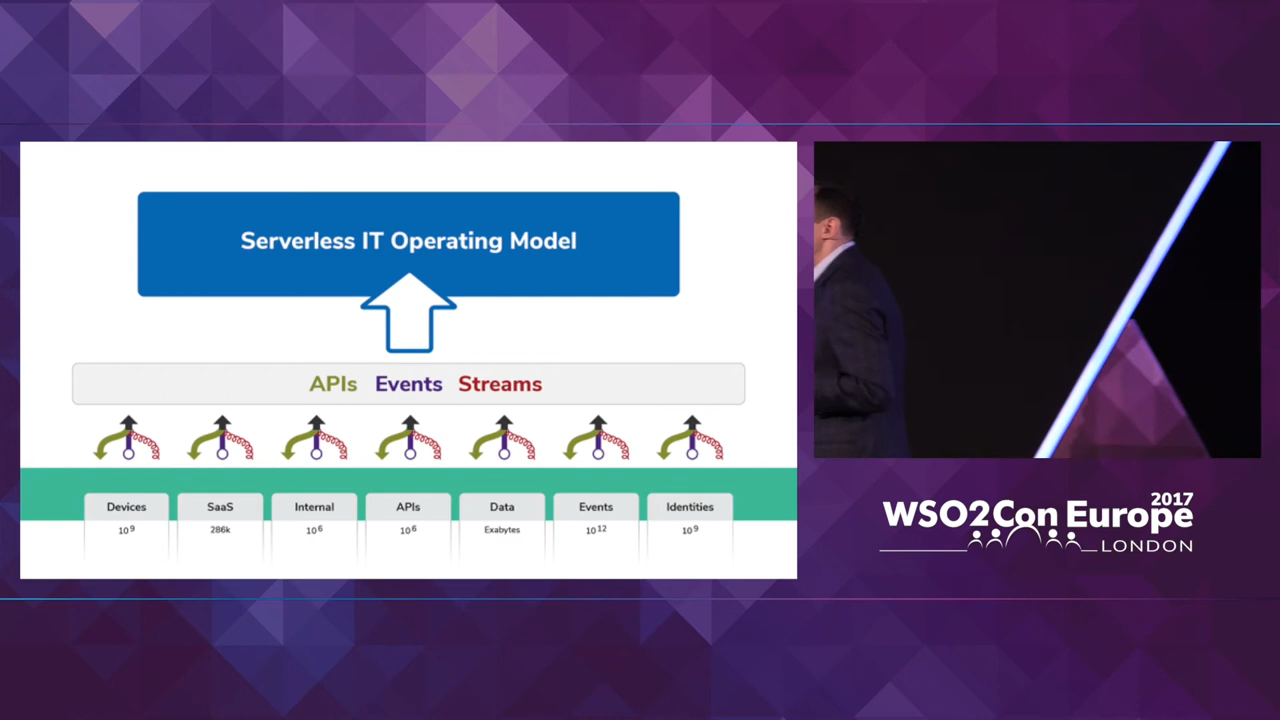 Serverless IT Operating Model
APIs Events Streams
Devices SaaS Internal APIs Data Events Identities
10⁹ 286k 10⁶ 10⁶ Exabytes 10¹² 10⁹
2017
WSO2Con Europe
LONDON